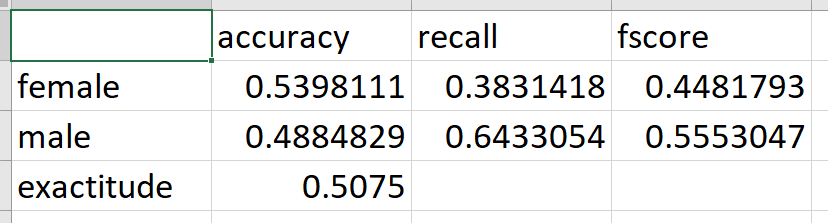 accuracy recall fscore
female 0.5398111 0.3831418 0.4481793
male 0.4884829 0.6433054 0.5553047
exactitude 0.5075